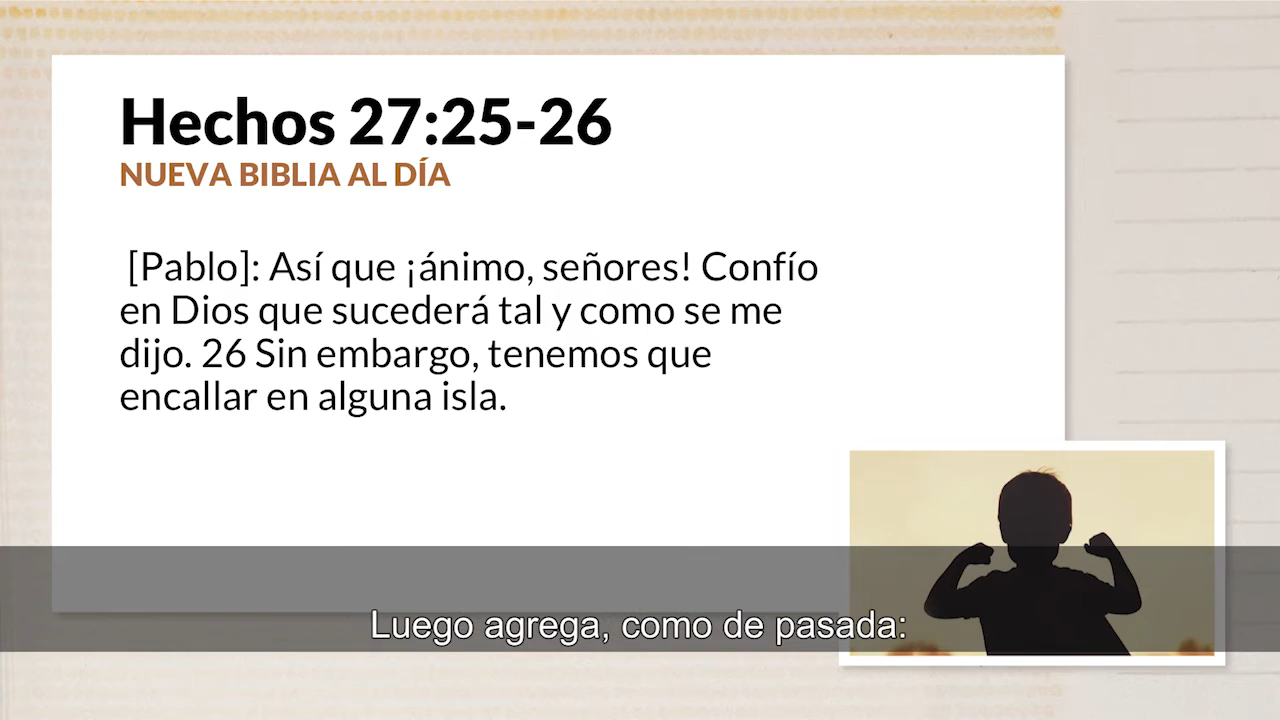 Hechos 27:25-26
NUEVA BIBLIA AL DÍA
[Pablo]: Así que ¡ánimo, señores! Confío
en Dios que sucederá tal y como se me
dijo. 26 Sin embargo, tenemos que
encallar en alguna isla.
Luego agrega, como de pasada: